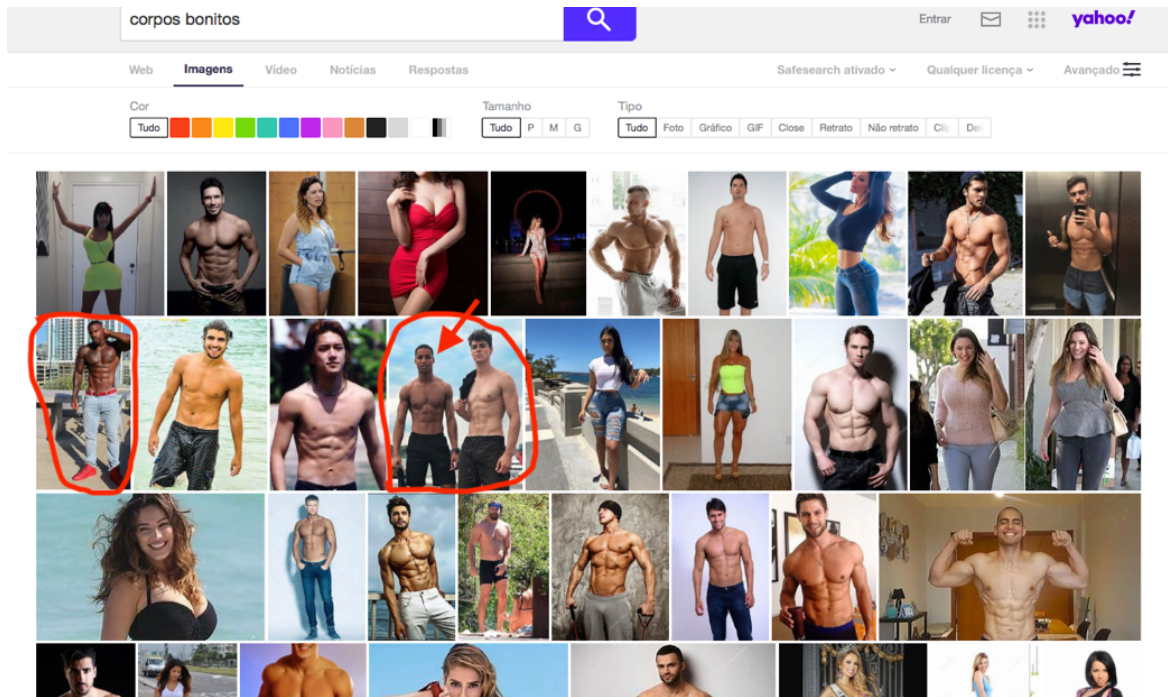 corpos bonitos
Entrar
yahoo!
Web Imagens Vídeo Notícias Respostas
Safesearch ativado Qualquer licença Avançado
Cor Tamanho Tipo
Tudo Tudo P M G Tudo Foto Gráfico GIF Close Retrato Não retrato